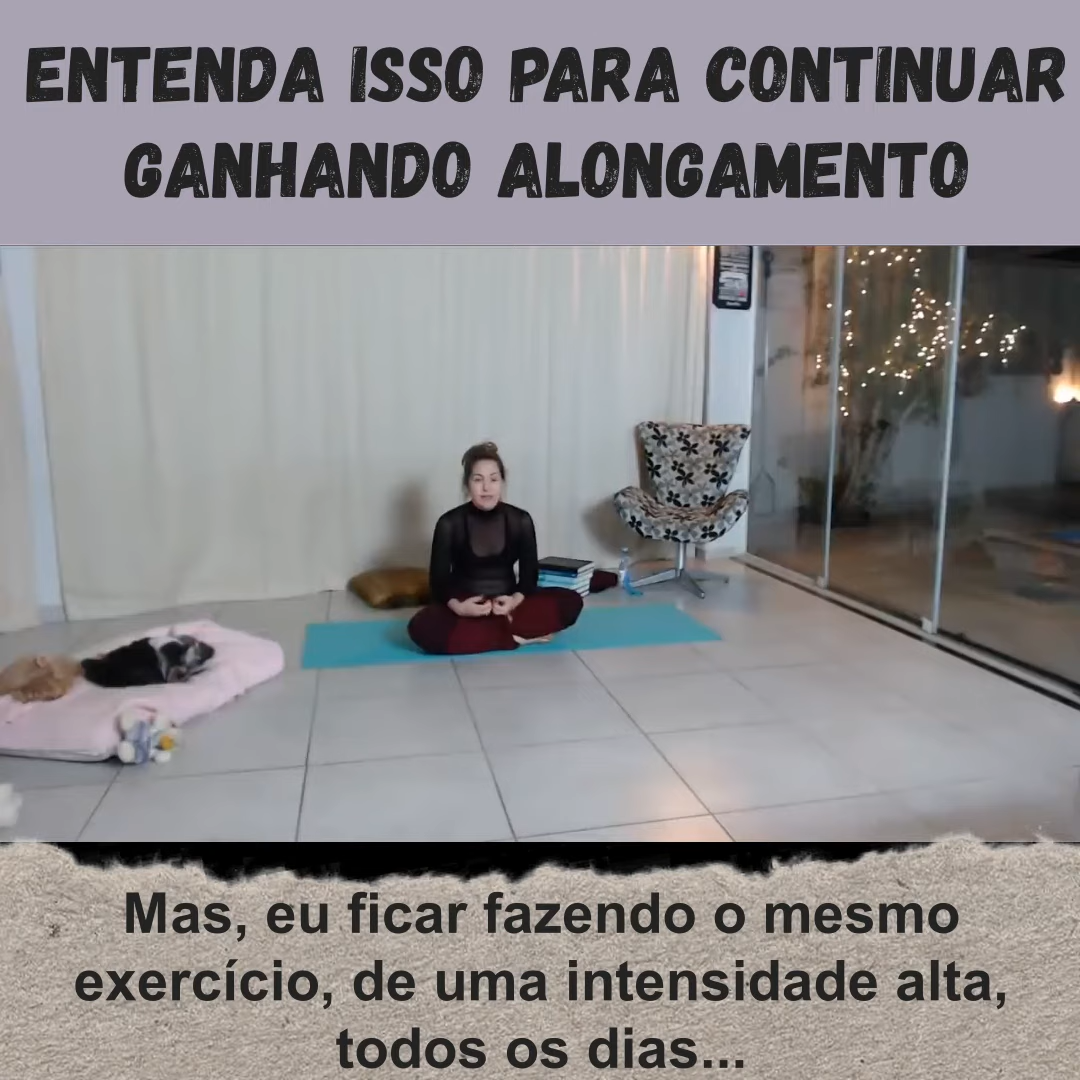 ENTENDA ISSO PARA CONTINUAR
GANHANDO ALONGAMENTO
Mas, eu ficar fazendo o mesmo
exercício, de uma intensidade alta,
todos os dias...